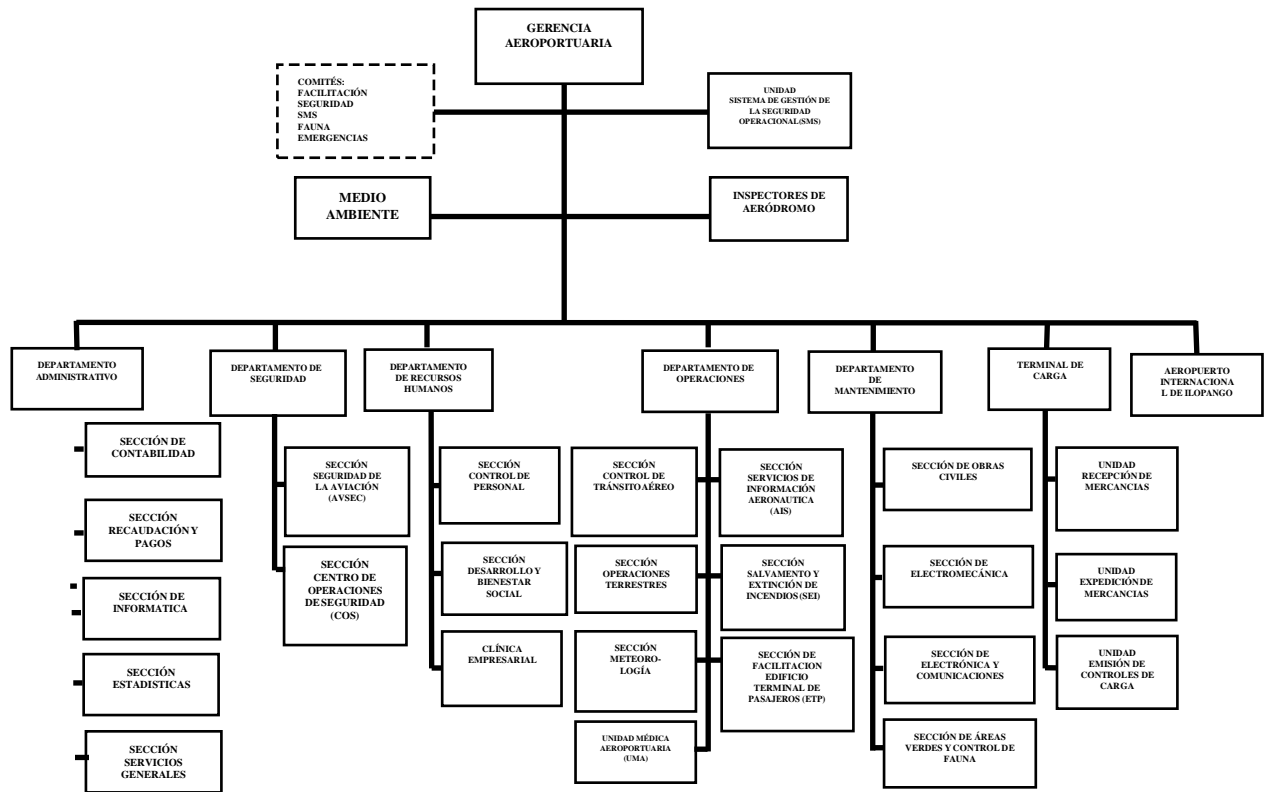 GERENCIA
AEROPORTUARIA
COMITÉS:
FACILITACIÓN
SEGURIDAD
SMS
FAUNA
EMERGENCIAS
UNIDAD
SISTEMA DE GESTIÓN DE
LA SEGURIDAD
OPERACIONAL(SMS)
MEDIO
AMBIENTE
INSPECTORES DE
AERÓDROMO
DEPARTAMENTO
ADMINISTRATIVO
DEPARTAMENTO DE
SEGURIDAD
DEPARTAMENTO
DE RECURSOS
HUMANOS
DEPARTAMENTO DE
OPERACIONES
DEPARTAMENTO
DE
MANTENIMIENTO
TERMINAL DE
CARGA
AEROPUERTO
INTERNACIONA
L DE ILOPANGO
SECCIÓN DE
CONTABILIDAD
SECCIÓN
RECAUDACIÓN Y
PAGOS
SECCIÓN DE
INFORMATICA
SECCIÓN
ESTADISTICAS
SECCIÓN
SERVICIOS
GENERALES
SECCIÓN
SEGURIDAD DE
LA AVIACIÓN
(AVSEC)
SECCIÓN
CENTRO DE
OPERACIONES
DE SEGURIDAD
(COS)
SECCIÓN
CONTROL DE
PERSONAL
SECCIÓN
DESARROLLO Y
BIENESTAR
SOCIAL
CLÍNICA
EMPRESARIAL
SECCIÓN
CONTROL DE
TRÁNSITO AÉREO
SECCIÓN
OPERACIONES
TERRESTRES
SECCIÓN
METEORO-
LOGÍA
UNIDAD MÉDICA
AEROPORTUARIA
(UMA)
SECCIÓN
SERVICIOS DE
INFORMACIÓN
AERONAUTICA
(AIS)
SECCIÓN
SALVAMENTO Y
EXTINCIÓN DE
INCENDIOS (SEI)
SECCIÓN DE
FACILITACION
EDIFICIO
TERMINAL DE
PASAJEROS (ETP)
SECCIÓN DE OBRAS
CIVILES
SECCIÓN DE
ELECTROMECÁNICA
SECCIÓN DE
ELECTRÓNICA Y
COMUNICACIONES
SECCIÓN DE ÁREAS
VERDES Y CONTROL DE
FAUNA
UNIDAD
RECEPCIÓN DE
MERCANCIAS
UNIDAD
EXPEDICIÓN DE
MERCANCIAS
UNIDAD
EMISIÓN DE
CONTROLES DE
CARGA